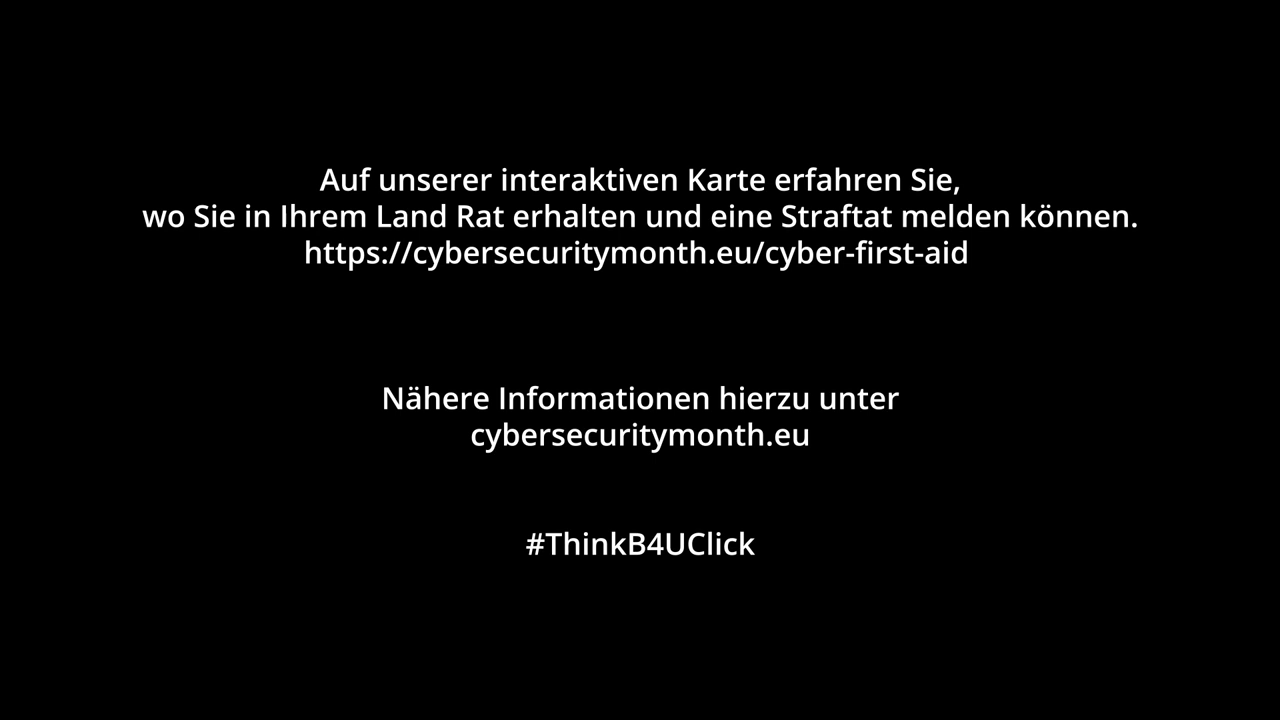 Auf unserer interaktiven Karte erfahren Sie,
wo Sie in Ihrem Land Rat erhalten und eine Straftat melden können.
https://cybersecuritymonth.eu/cyber-first-aid
Nähere Informationen hierzu unter
cybersecuritymonth.eu
#ThinkB4UClick